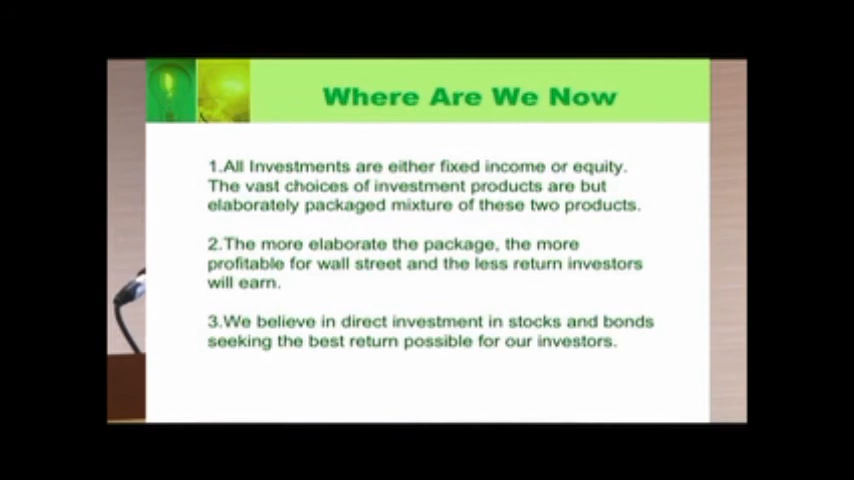 Where Are We Now
1.All Investments are either fixed income or equity.
The vast choices of investment products are but
elaborately packaged mixture of these two products.
2.The more elaborate the package, the more
profitable for wall street and the less return investors
will earn.
3.We believe in direct investment in stocks and bonds
seeking the best return possible for our investors.